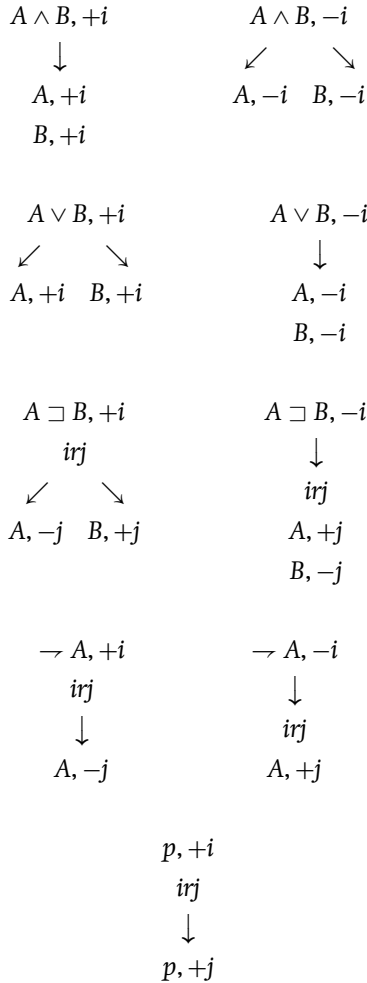 A ∧ B, +i    A ∧ B, −i
↓    ↙ ↘
A, +i    A, −i    B, −i
B, +i
A ∨ B, +i    A ∨ B, −i
↙ ↘    ↓
A, +i    B, +i    A, −i
B, −i
A ⊐ B, +i    A ⊐ B, −i
irj    ↓
↙ ↘    irj
A, −j    B, +j    A, +j
B, −j
⇁ A, +i    ⇁ A, −i
irj    ↓
↓    irj
A, −j    A, +j
p, +i
irj
↓
p, +j